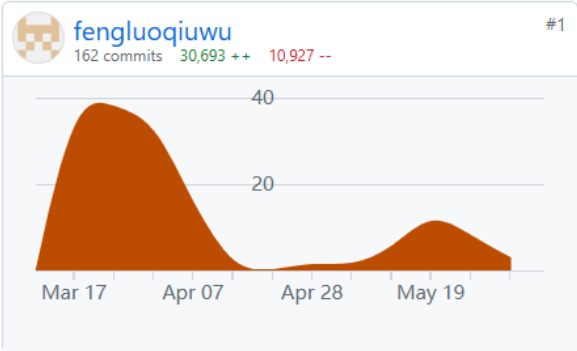 fengluoqiuwu
#1
162 commits 30,693 ++ 10,927 --
40
20
Mar 17 Apr 07 Apr 28 May 19